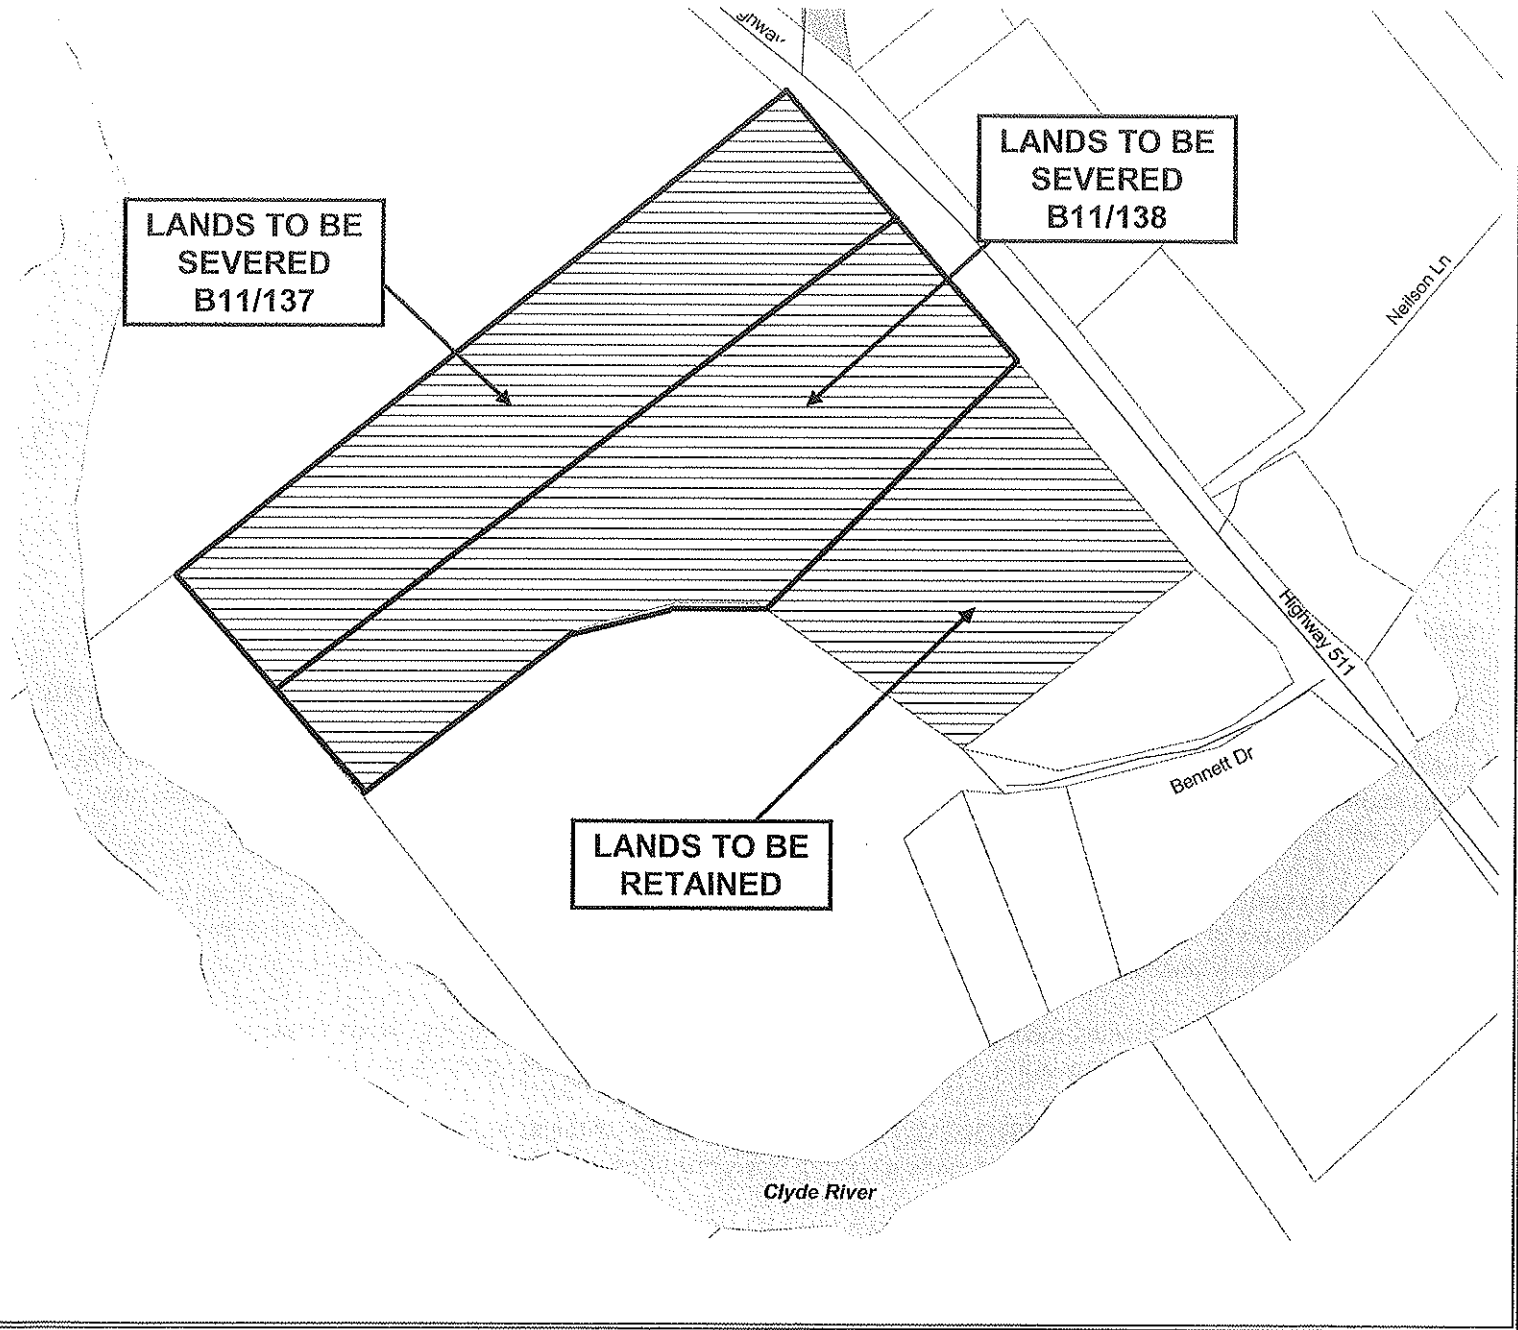 LANDS TO BE
SEVERED
B11/138
LANDS TO BE
SEVERED
B11/137
Neilson Ln
Highway 511
Bennett Dr
LANDS TO BE
RETAINED
Clyde River